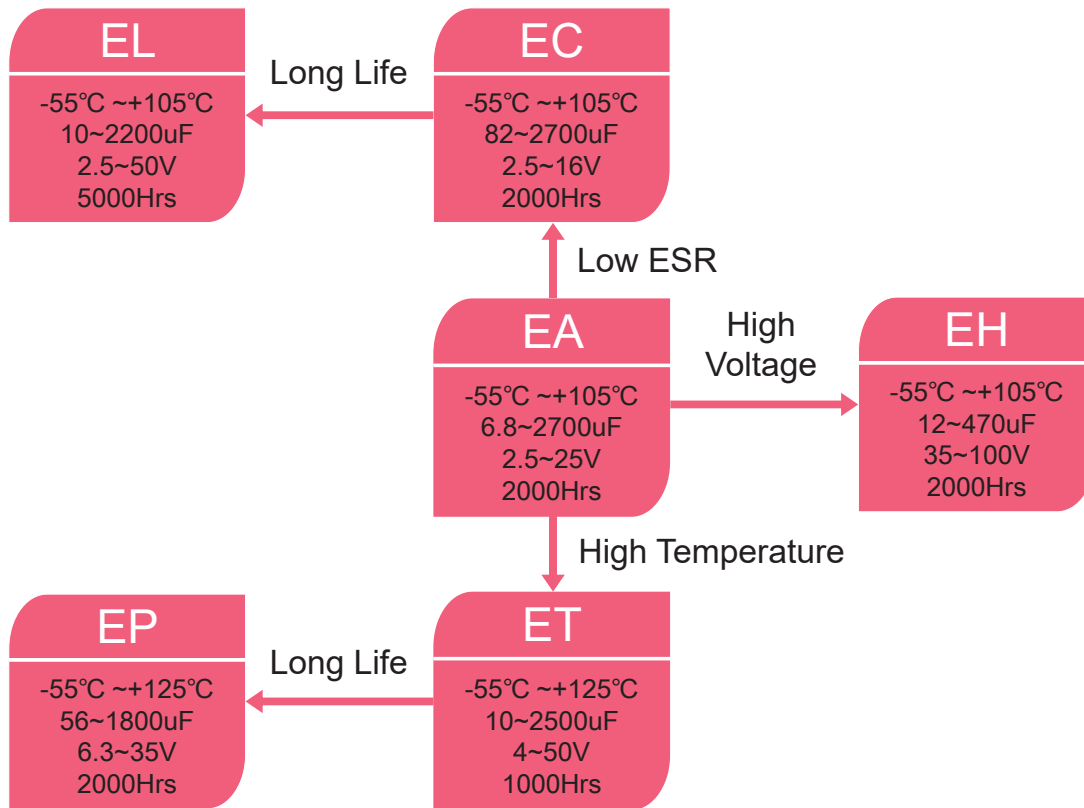 EL
-55℃ ~+105℃
10~2200uF
2.5~50V
5000Hrs
Long Life
EC
-55℃ ~+105℃
82~2700uF
2.5~16V
2000Hrs
Low ESR
EA
-55℃ ~+105℃
6.8~2700uF
2.5~25V
2000Hrs
High
Voltage
EH
-55℃ ~+105℃
12~470uF
35~100V
2000Hrs
High Temperature
EP
-55℃ ~+125℃
56~1800uF
6.3~35V
2000Hrs
Long Life
ET
-55℃ ~+125℃
10~2500uF
4~50V
1000Hrs